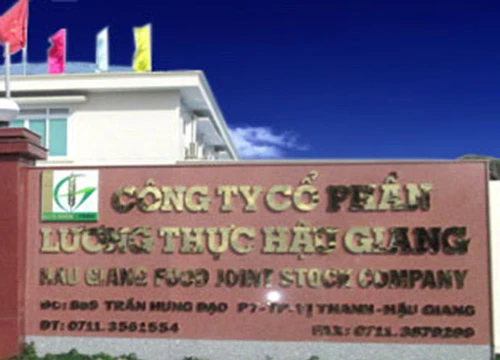 CÔNG TY CỔ PHẦN
LƯƠNG THỰC HẬU GIANG
HAU GIANG FOOD JOINT STOCK COMPANY
ĐC: 869 TRẦN HƯNG ĐẠO P7-TP.VỊ THANH-HẬU GIANG
ĐT: 0711.3561554 FAX: 0711.3879299